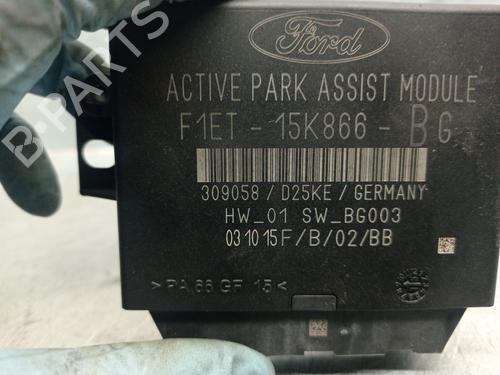 B-PARTS
Ford
ACTIVE PARK ASSIST MODULE
F1ET - 15K866 - BG
309058 / D25KE / GERMANY
HW_01 SW_BG003
031015F/B/02/BB
>PA 66 GF 15<